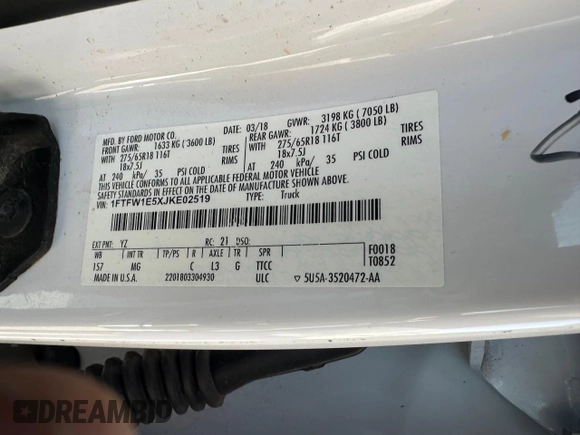 MFD. BY FORD MOTOR CO.
DATE: 03/18 GVWR: 3198 KG ( 7050 LB)
FRONT GAWR: 1633 KG ( 3600 LB) REAR GAWR: 1724 KG ( 3800 LB)
WITH 275/65R18 116T TIRES WITH 275/65R18 116T TIRES
18x7.5J RIMS 18x7.5J RIMS
AT 240 kPa/ 35 PSI COLD AT 240 kPa/ 35 PSI COLD
THIS VEHICLE CONFORMS TO ALL APPLICABLE FEDERAL MOTOR VEHICLE
SAFETY STANDARDS IN EFFECT ON THE DATE OF MANUFACTURE SHOWN ABOVE.
VIN: 1FTFW1E5XJKE02519 TYPE: Truck
EXT PNT: YZ RC: 21 DSO: F0018
WB INT TR TP/PS R AXLE TR SPR T0852
157 MG C L3 G TTCC
MADE IN U.S.A. 2201803304930 ULC ▽ 5U5A-3520472-AA
DREAMBID